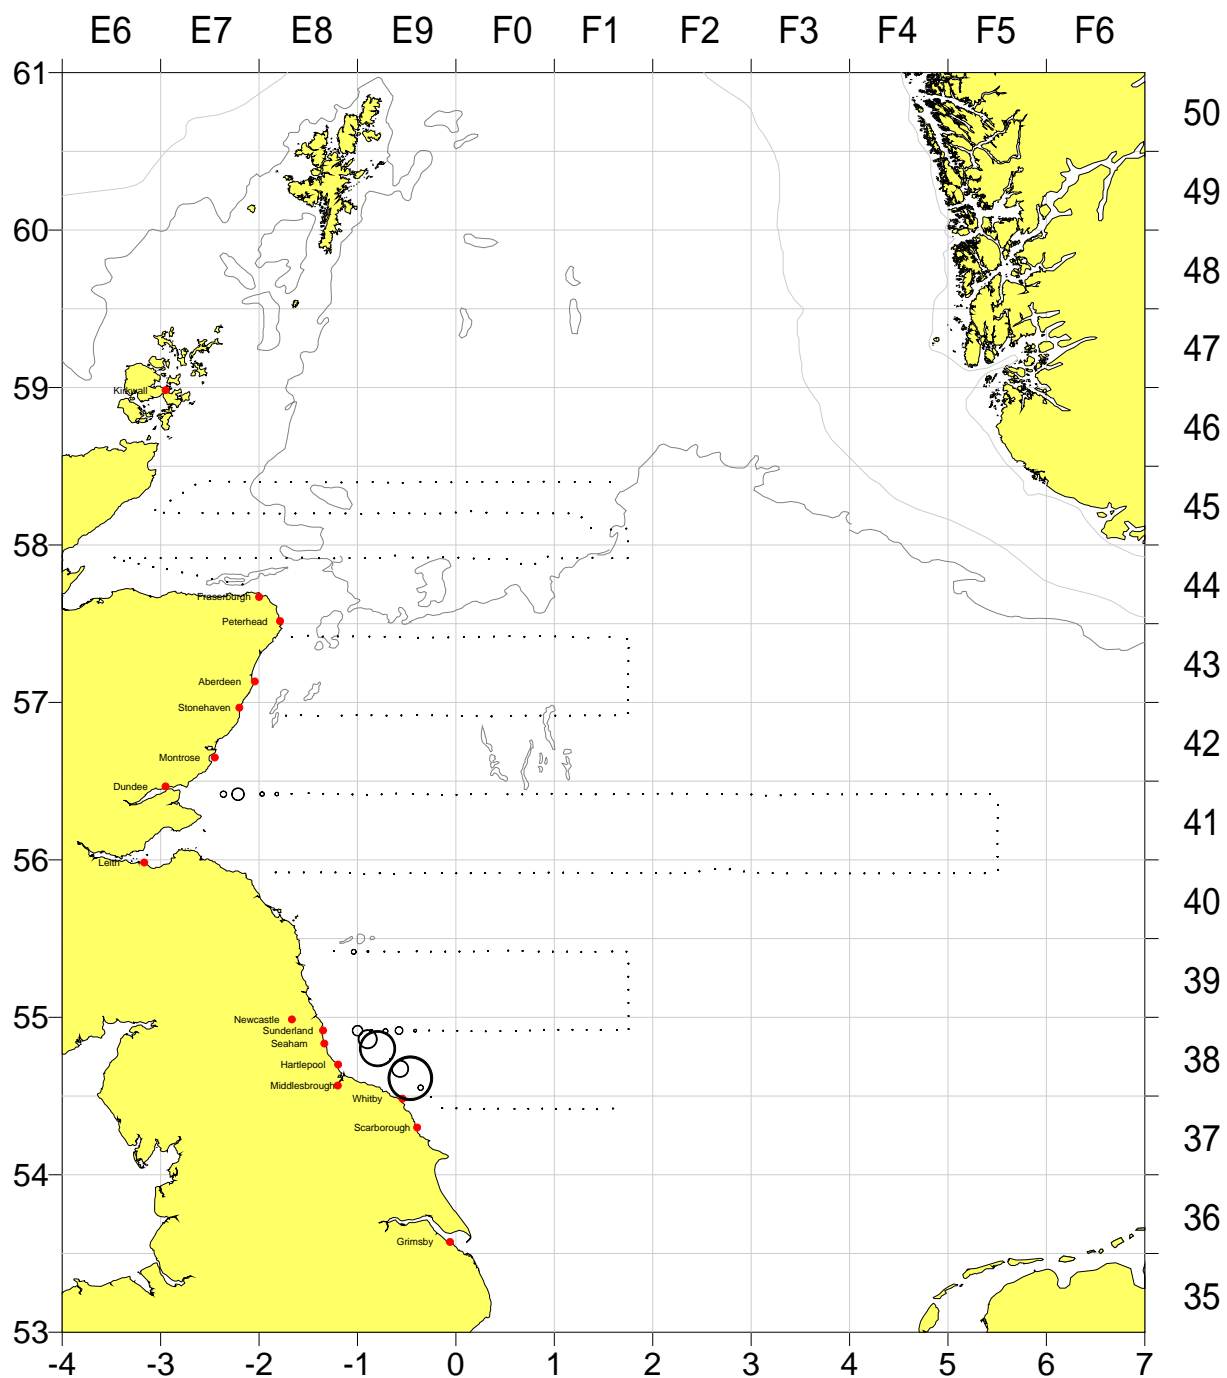 E6 E7 E8 E9 F0 F1 F2 F3 F4 F5 F6
61
50
49
60
48
47
59
Kirkwall
46
45
58
44
Fraserburgh
Peterhead
43
Aberdeen
57
Stonehaven
42
Montrose
Dundee
41
56
Leith
40
39
55
Newcastle
Sunderland
Seaham
38
Hartlepool
Middlesbrough
Whitby
Scarborough
37
54
36
Grimsby
35
53
-4 -3 -2 -1 0 1 2 3 4 5 6 7